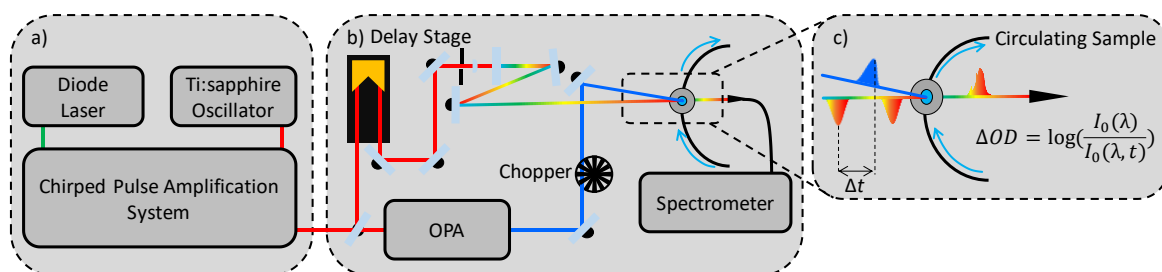 a)
Diode
Laser
Ti:sapphire
Oscillator
Chirped Pulse Amplification
System
b) Delay Stage
Chopper
OPA
Spectrometer
c)
Circulating Sample
Δt
ΔOD = log(I₀(λ)/I₀(λ, t))